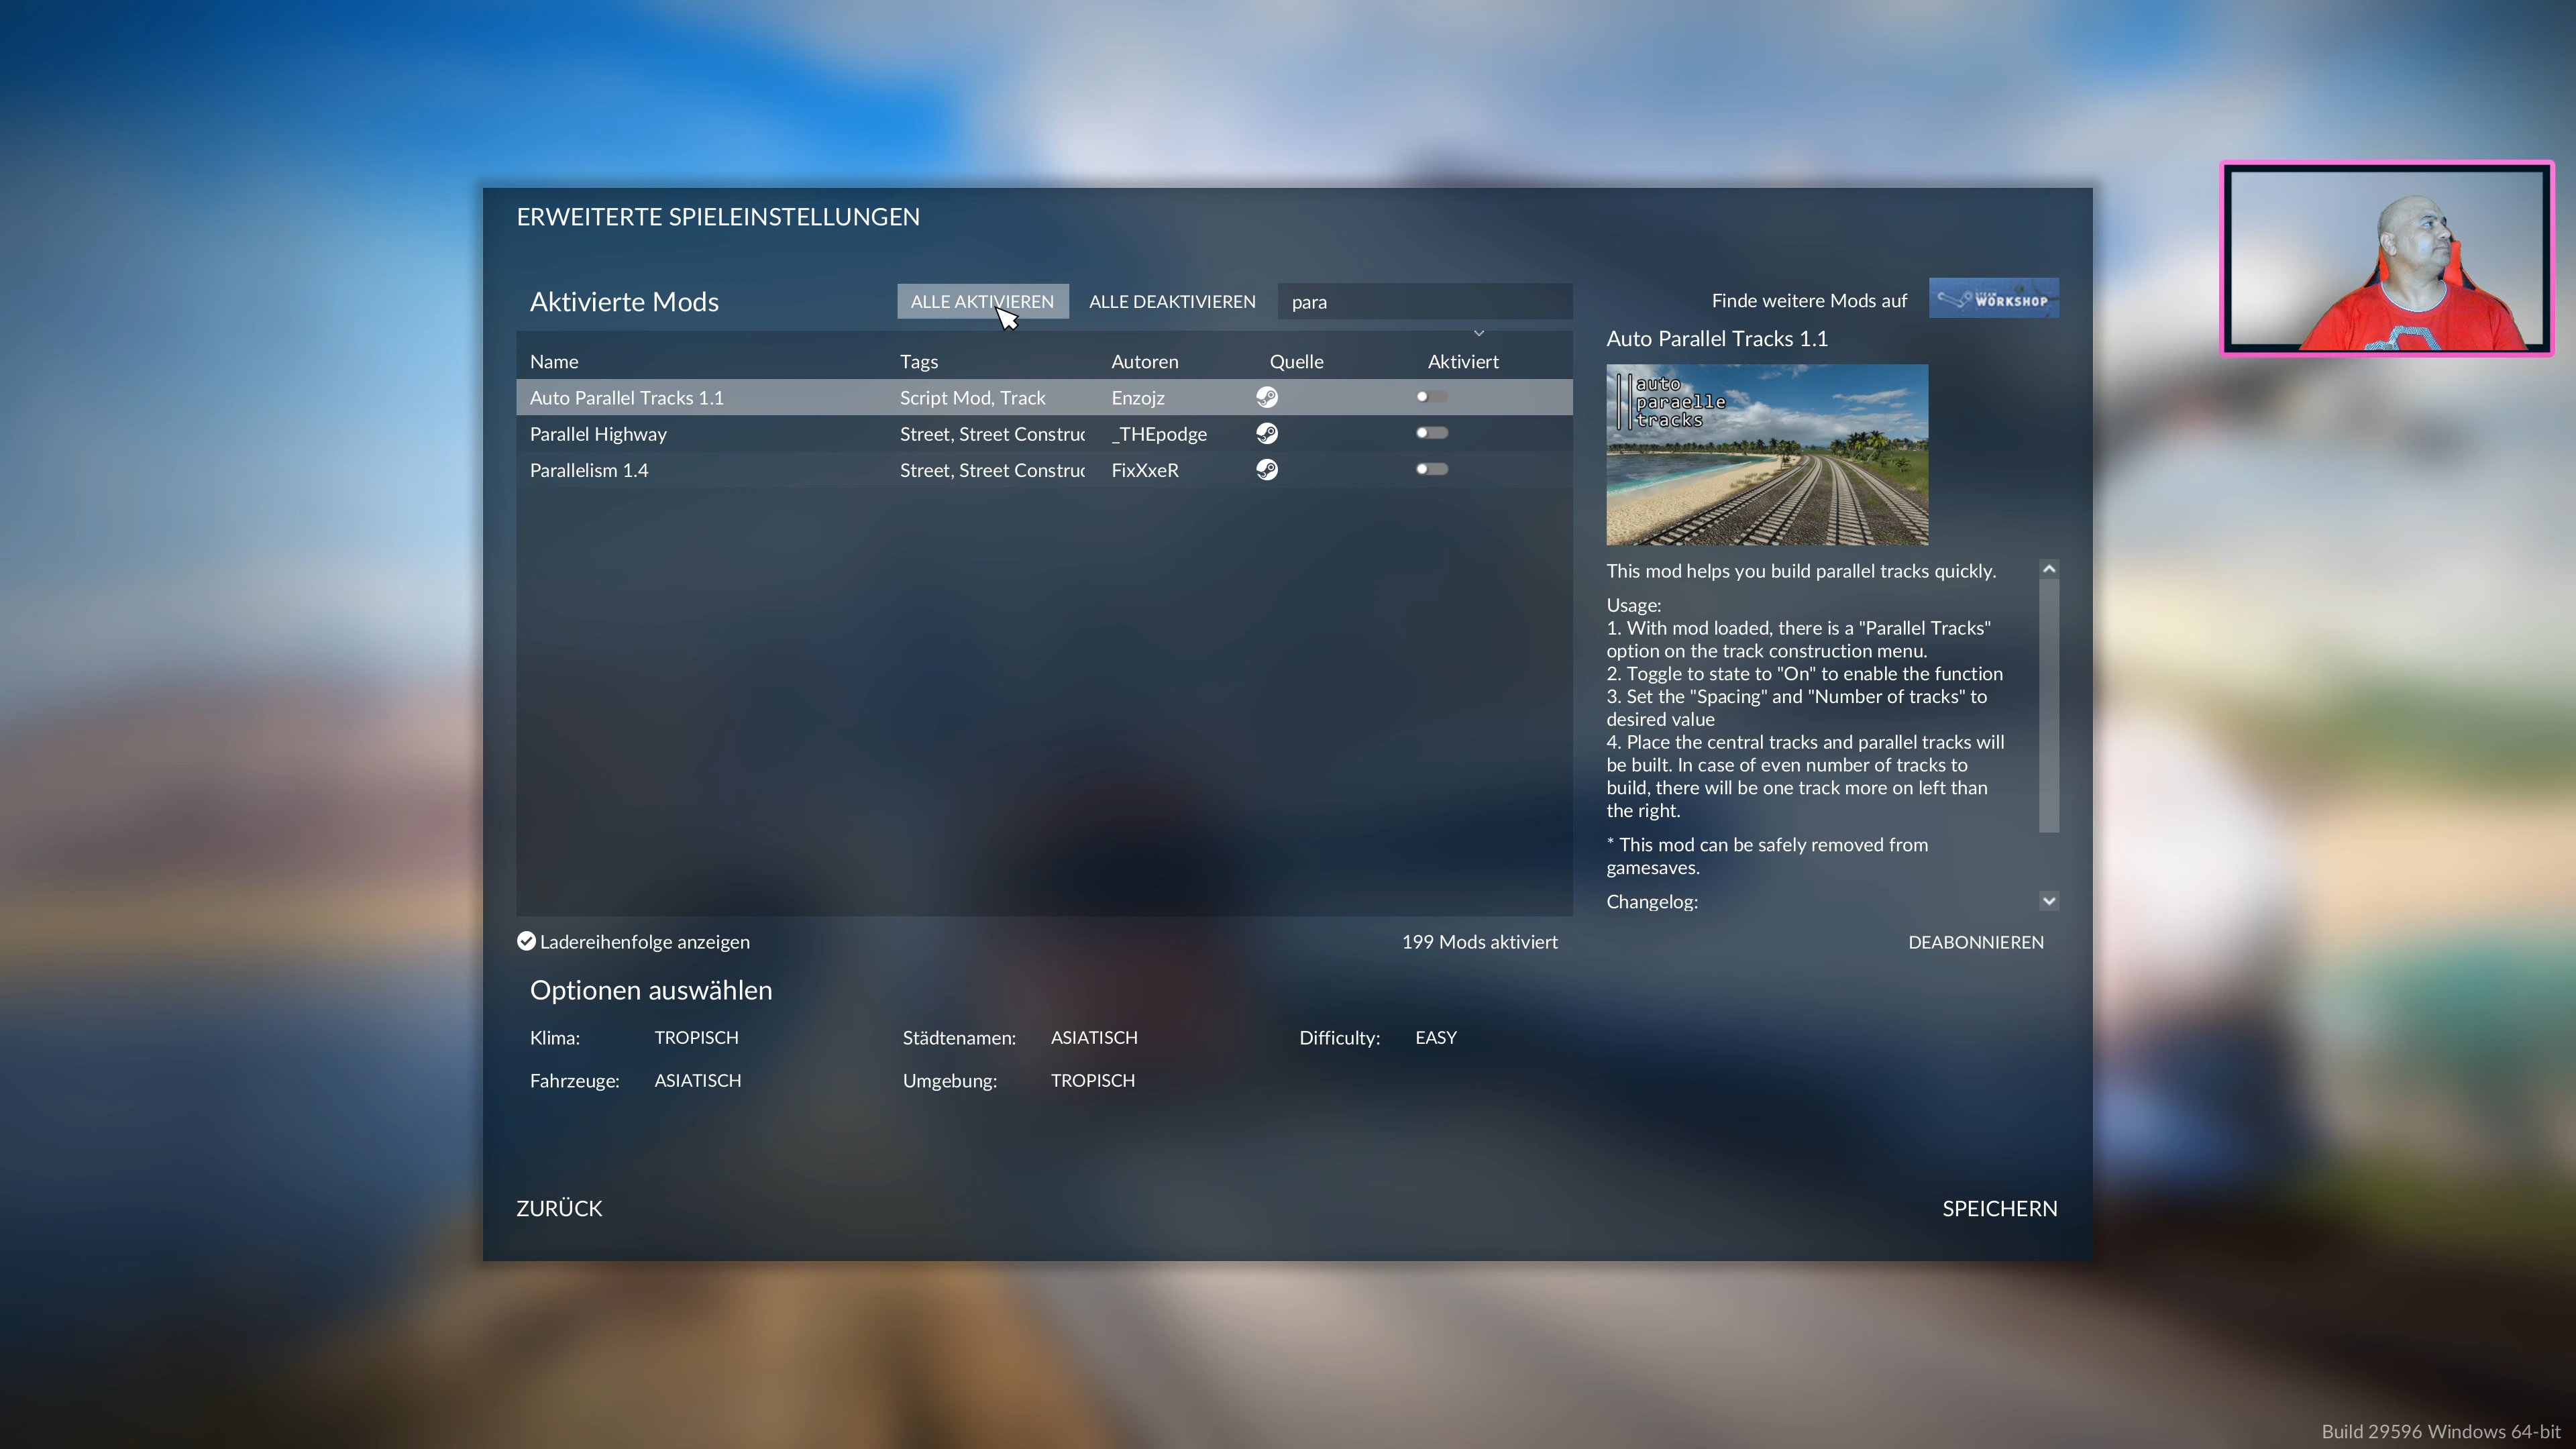 ERWEITERTE SPIELEINSTELLUNGEN
Aktivierte Mods
ALLE AKTIVIEREN
ALLE DEAKTIVIEREN
para
Finde weitere Mods auf
STEAM
WORKSHOP
Name Tags Autoren Quelle Aktiviert
Auto Parallel Tracks 1.1 Script Mod, Track Enzojz
Parallel Highway Street, Street Construc _THEpodge
Parallelism 1.4 Street, Street Construc FixXxeR
Auto Parallel Tracks 1.1
auto
paraelle
tracks
This mod helps you build parallel tracks quickly.
Usage:
1. With mod loaded, there is a "Parallel Tracks"
option on the track construction menu.
2. Toggle to state to "On" to enable the function
3. Set the "Spacing" and "Number of tracks" to
desired value
4. Place the central tracks and parallel tracks will
be built. In case of even number of tracks to
build, there will be one track more on left than
the right.
* This mod can be safely removed from
gamesaves.
Changelog:
Ladereihenfolge anzeigen
199 Mods aktiviert
DEABONNIEREN
Optionen auswählen
Klima: TROPISCH Städtenamen: ASIATISCH Difficulty: EASY
Fahrzeuge: ASIATISCH Umgebung: TROPISCH
ZURÜCK
SPEICHERN
Build 29596 Windows 64-bit